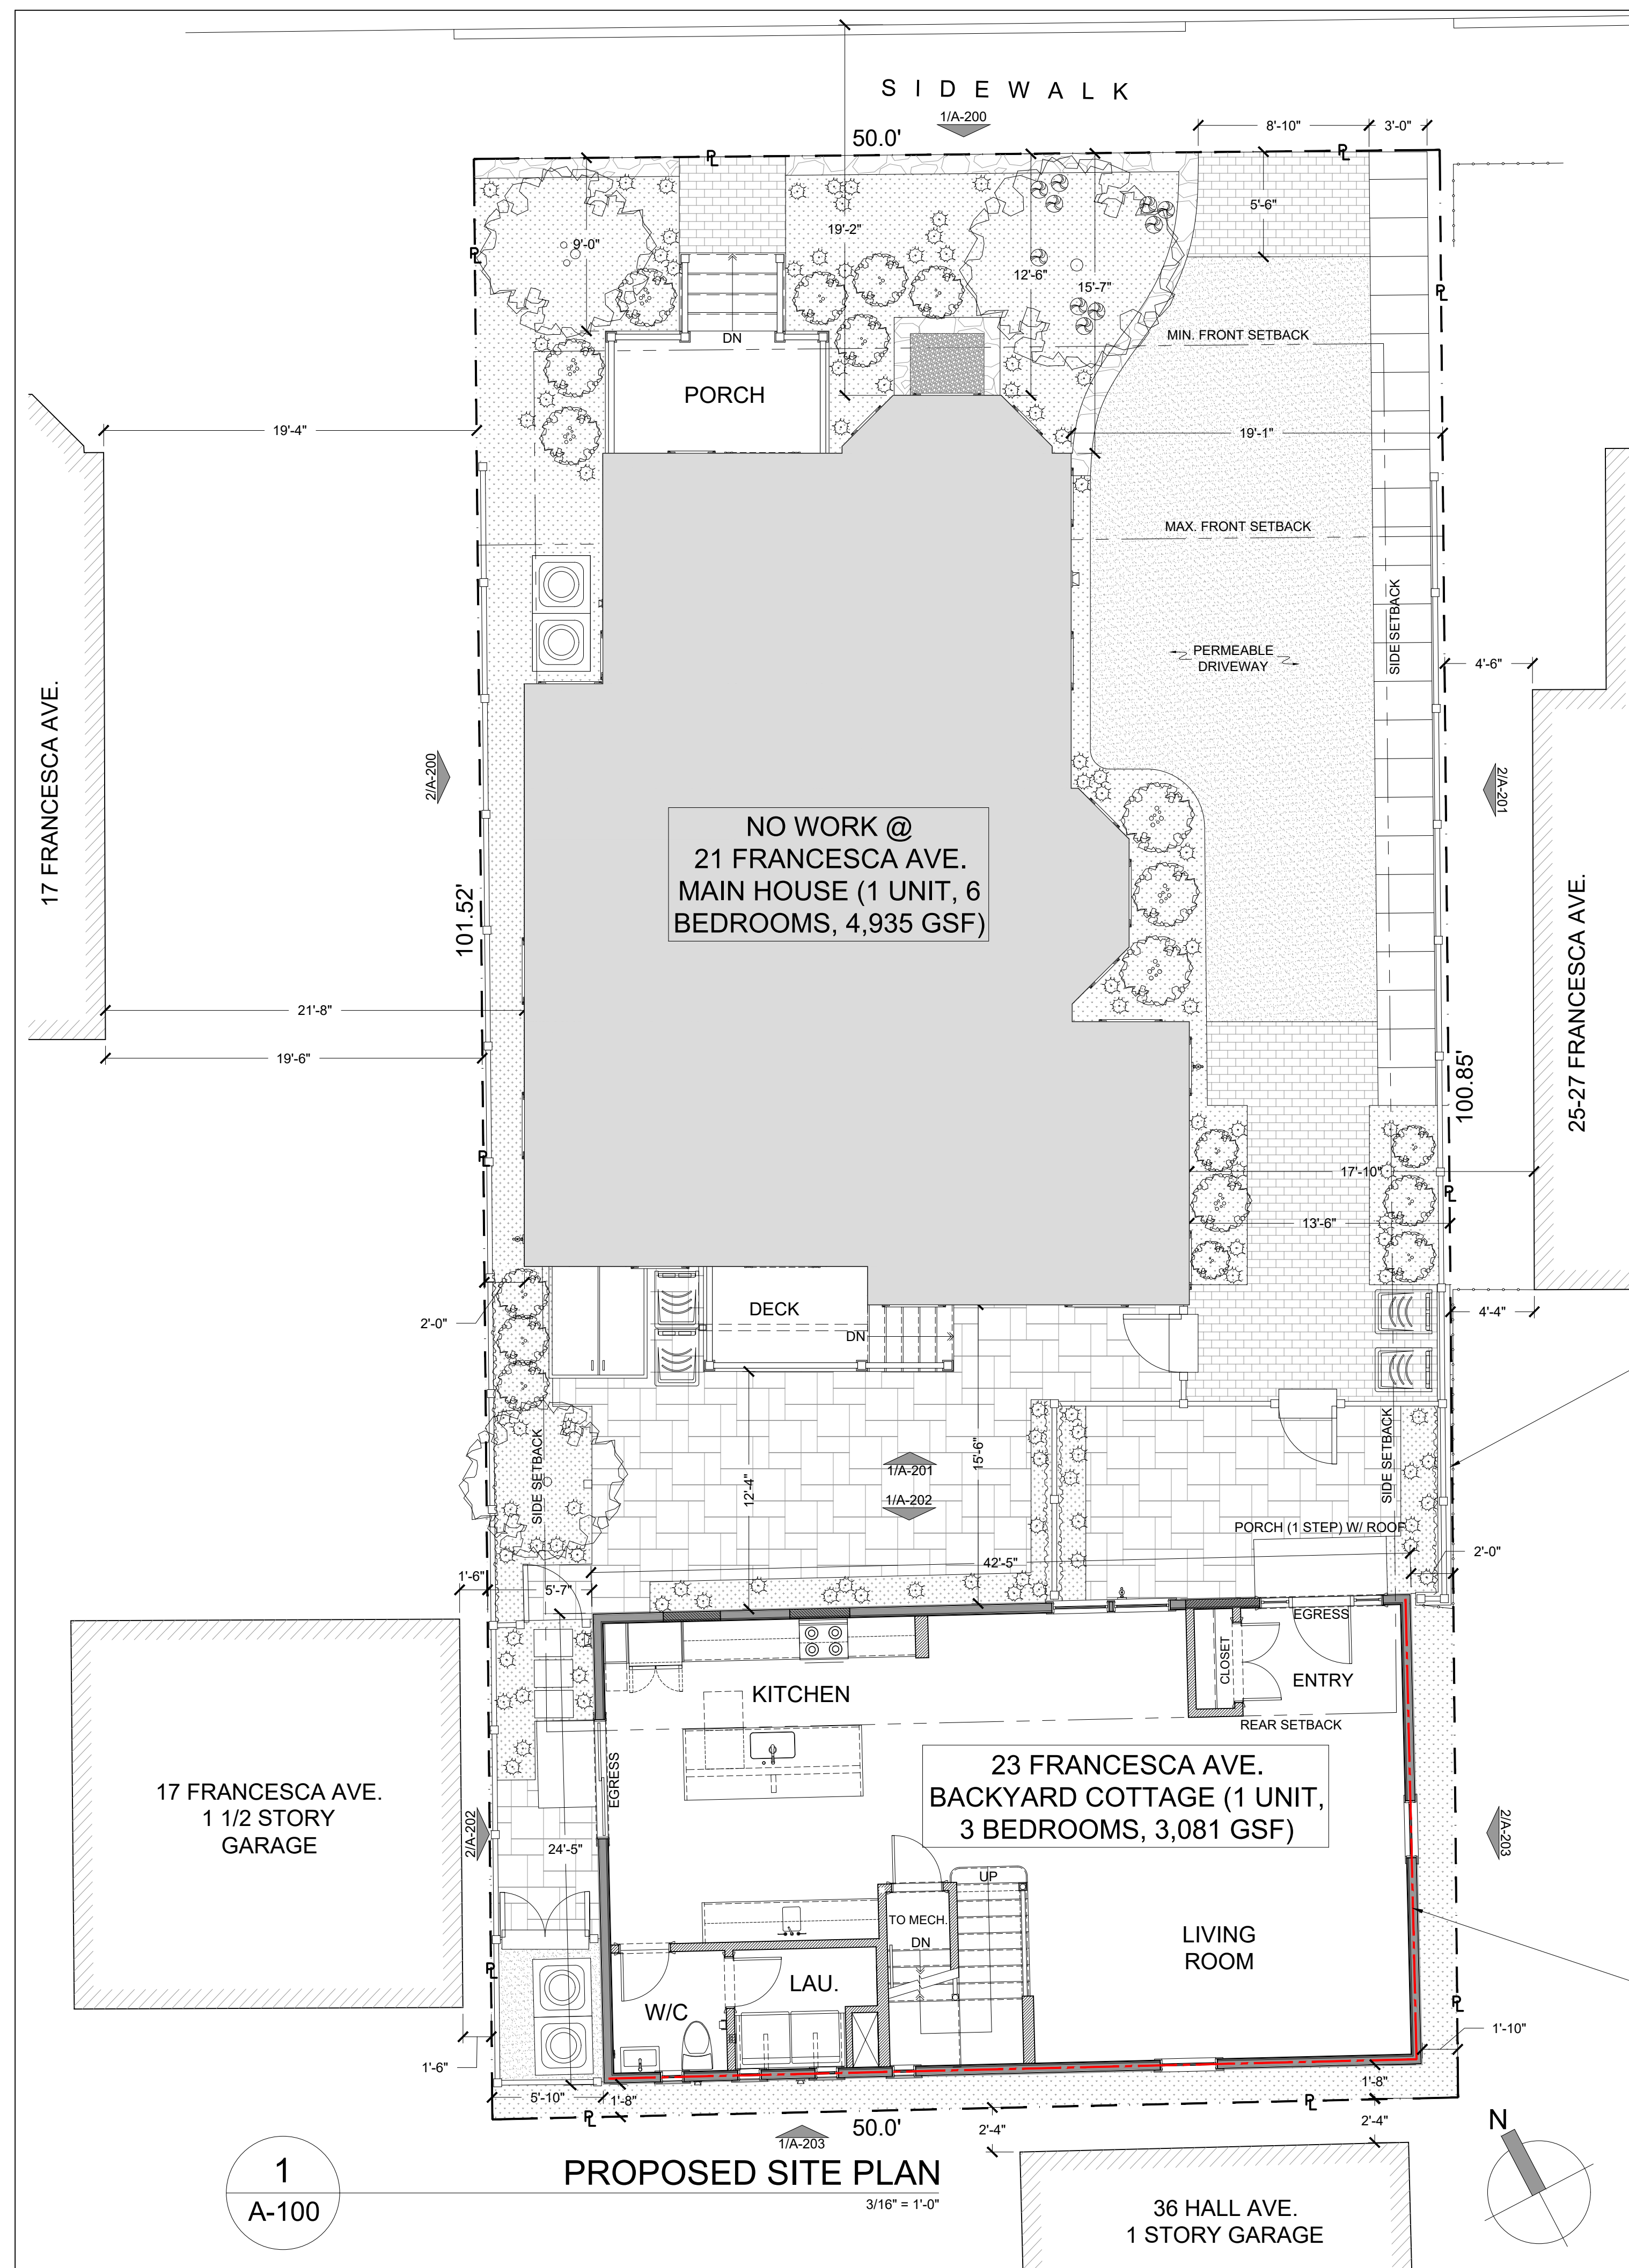 SIDEWALK
1/A-200
50.0'
8'-10"
3'-0"
PL
PL
5'-6"
9'-0"
19'-2"
12'-6"
15'-7"
PL
PL
DN
MIN. FRONT SETBACK
PORCH
19'-4"
19'-1"
MAX. FRONT SETBACK
SIDE SETBACK
PERMEABLE
DRIVEWAY
4'-6"
17 FRANCESCA AVE.
2/A-200
2/A-201
NO WORK @
21 FRANCESCA AVE.
MAIN HOUSE (1 UNIT, 6
BEDROOMS, 4,935 GSF)
101.52'
25-27 FRANCESCA AVE.
21'-8"
19'-6"
100.85'
PL
17'-10"
PL
13'-6"
2'-0"
DECK
DN
4'-4"
SIDE SETBACK
12'-4"
15'-6"
1/A-201
1/A-202
SIDE SETBACK
PORCH (1 STEP) W/ ROOF
42'-5"
2'-0"
1'-6"
5'-7"
EGRESS
CLOSET
ENTRY
KITCHEN
REAR SETBACK
EGRESS
23 FRANCESCA AVE.
BACKYARD COTTAGE (1 UNIT,
3 BEDROOMS, 3,081 GSF)
17 FRANCESCA AVE.
1 1/2 STORY
GARAGE
2/A-202
24'-5"
2/A-203
UP
TO MECH.
DN
LIVING
ROOM
PL
LAU.
W/C
PL
1'-10"
1'-6"
5'-10"
1'-8"
1'-8"
PL
PL
50.0'
2'-4"
2'-4"
1/A-203
N
1
A-100
PROPOSED SITE PLAN
3/16" = 1'-0"
36 HALL AVE.
1 STORY GARAGE